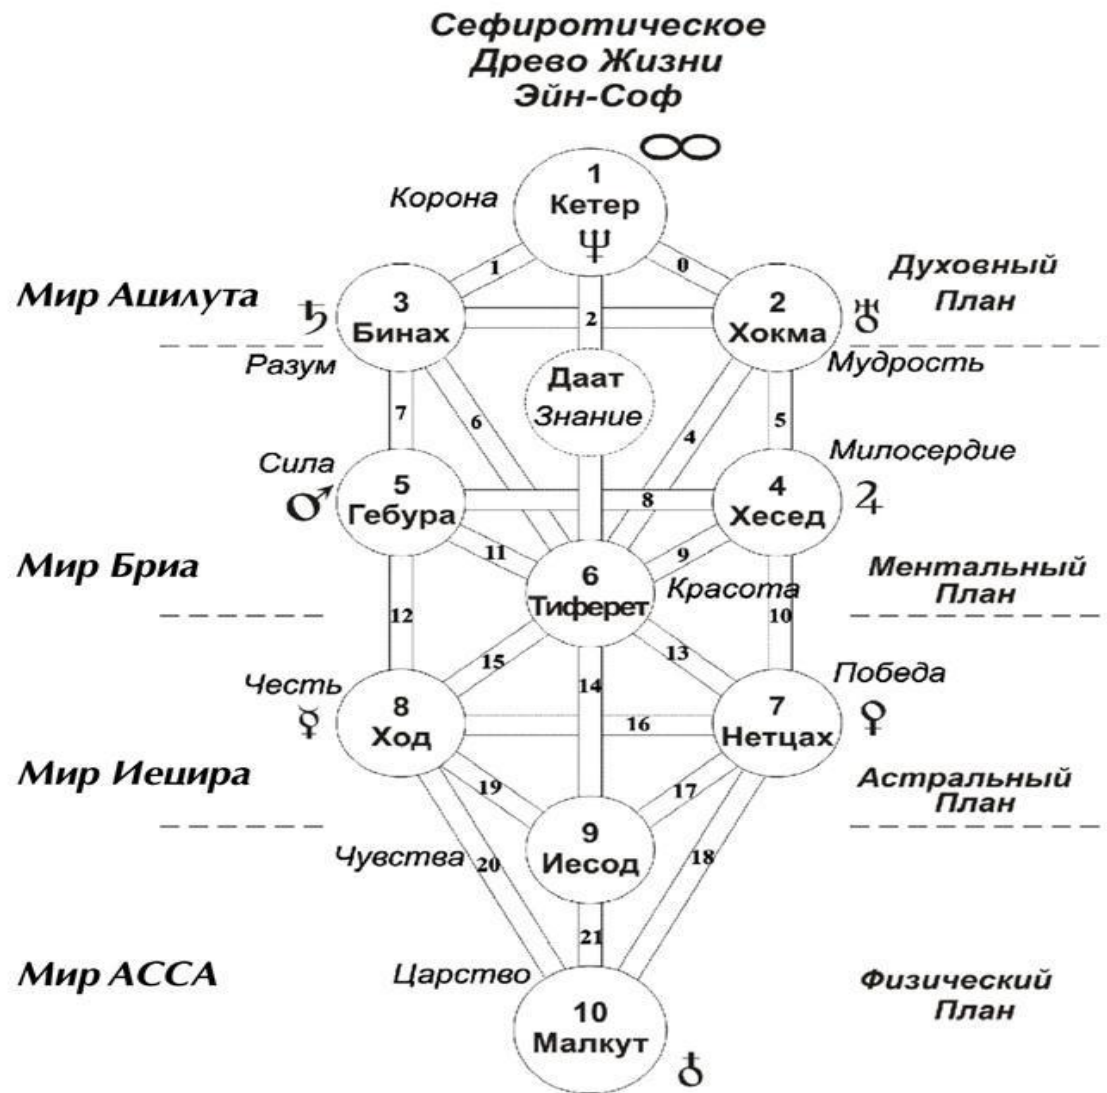 Сефиротическое
Древо Жизни
Эйн-Соф
1
Кетер
Корона
1
0
Мир Ацилута
Духовный
План
3
Бинах
2
Хокма
2
Разум
Мудрость
Даат
Знание
7
6
4
5
Сила
Милосердие
5
Гебура
8
4
Хесед
11
9
Мир Бриа
6
Тиферет
Красота
Ментальный
План
12
10
15
13
14
Честь
Победа
8
Ход
16
7
Нетцах
Мир Иецира
Астральный
План
19
17
9
Иесод
Чувства
20
18
21
Мир АССА
Царство
Физический
План
10
Малкут